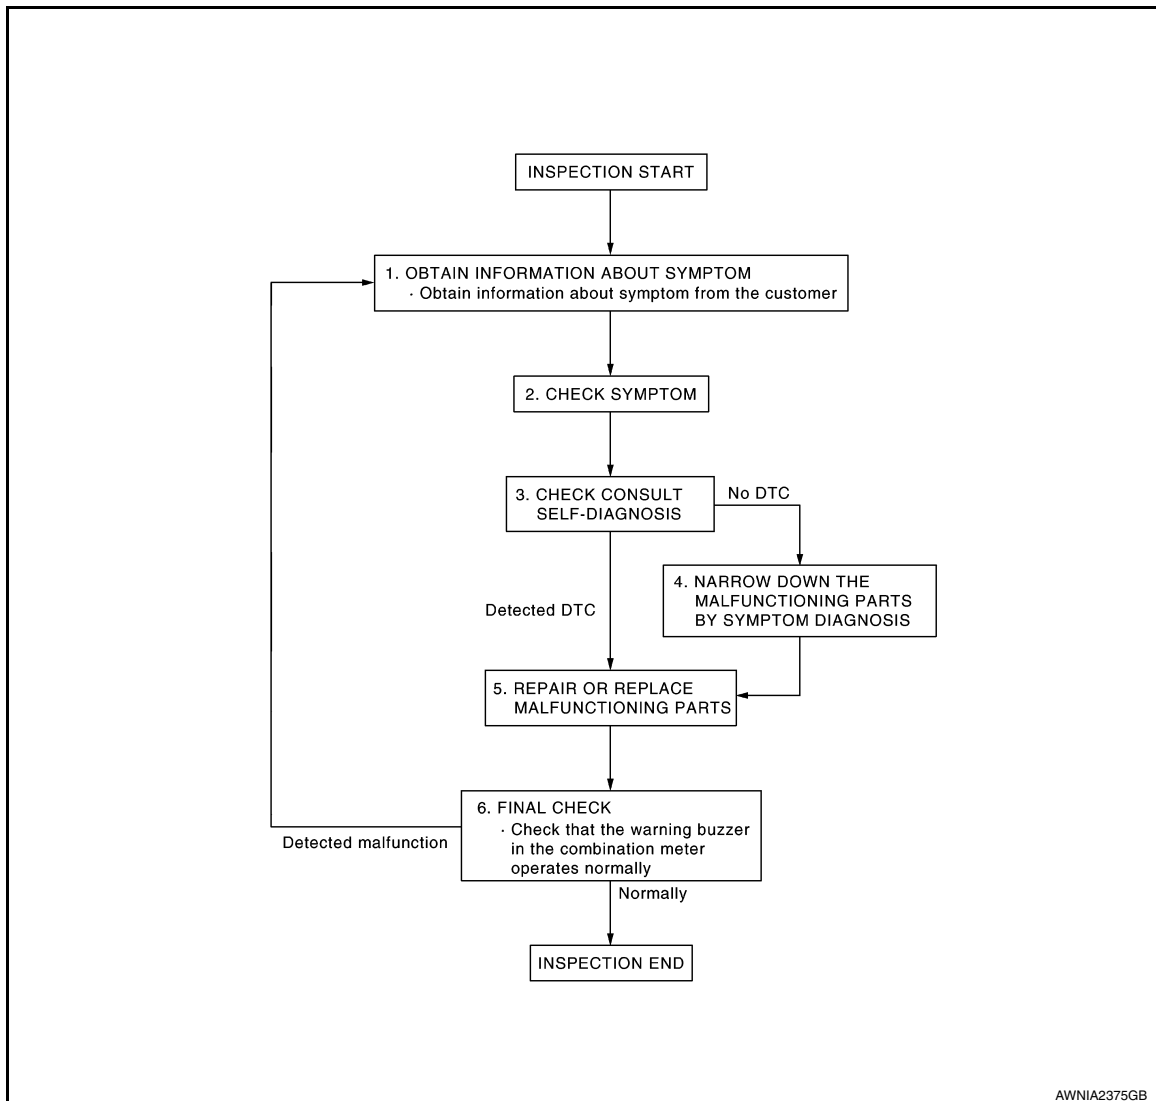 INSPECTION START
1. OBTAIN INFORMATION ABOUT SYMPTOM
· Obtain information about symptom from the customer
2. CHECK SYMPTOM
3. CHECK CONSULT
SELF-DIAGNOSIS
No DTC
4. NARROW DOWN THE
MALFUNCTIONING PARTS
BY SYMPTOM DIAGNOSIS
Detected DTC
5. REPAIR OR REPLACE
MALFUNCTIONING PARTS
6. FINAL CHECK
· Check that the warning buzzer
in the combination meter
operates normally
Detected malfunction
Normally
INSPECTION END
AWNIA2375GB